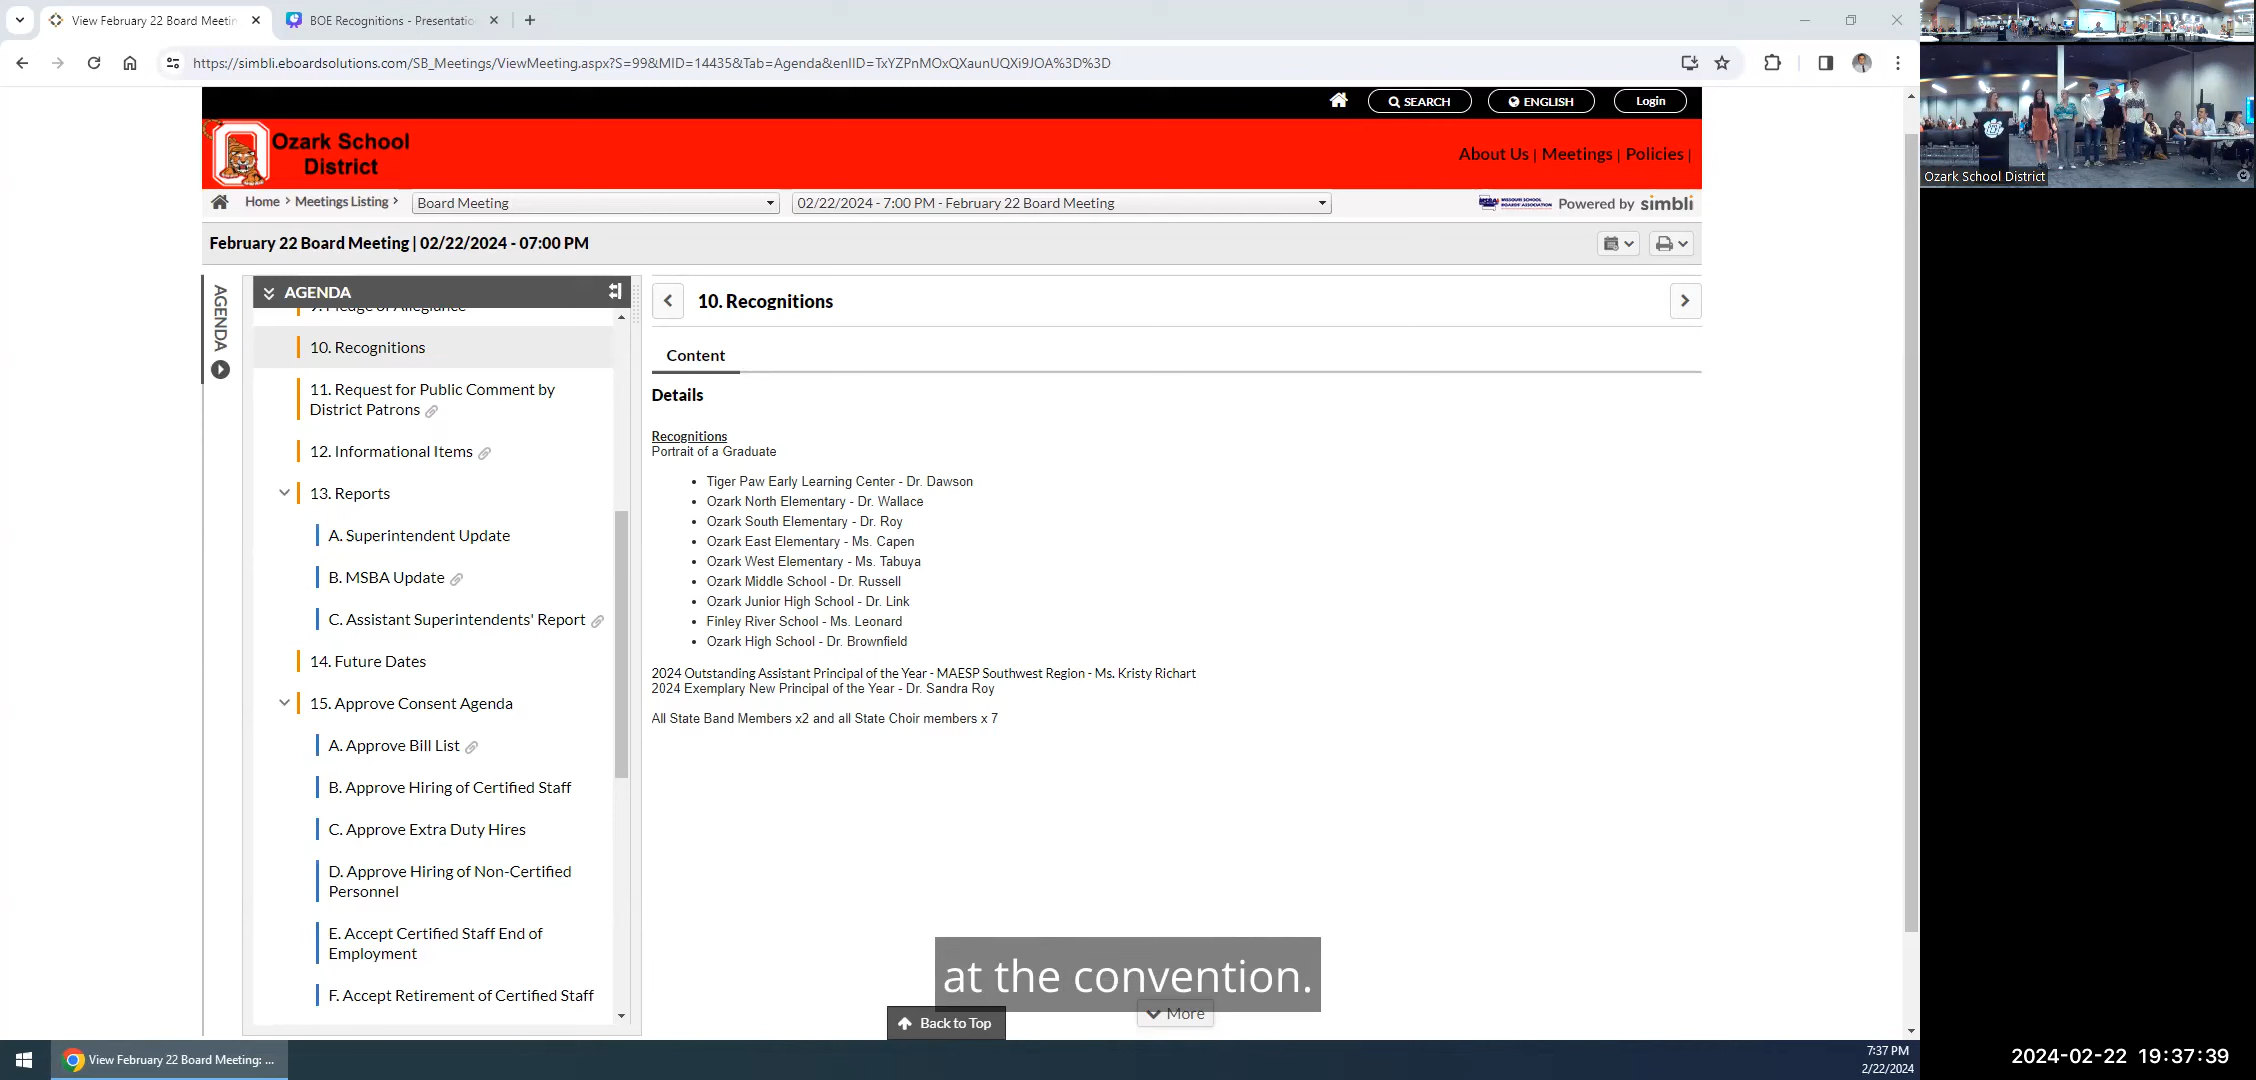 View February 22 Board Meetin
BOE Recognitions - Presentatio
https://simbli.eboardsolutions.com/SB_Meetings/ViewMeeting.aspx?S=99&MID=14435&Tab=Agenda&enIID=TxYZPnMOxQXaunUQXi9JOA%3D%3D
SEARCH
ENGLISH
Login
Ozark School
District
About Us | Meetings | Policies |
Home > Meetings Listing >
Board Meeting
02/22/2024 - 7:00 PM - February 22 Board Meeting
MSBA
Powered by simbli
February 22 Board Meeting | 02/22/2024 - 07:00 PM
AGENDA
AGENDA
9. Pledge of Allegiance
10. Recognitions
11. Request for Public Comment by
District Patrons
12. Informational Items
13. Reports
A. Superintendent Update
B. MSBA Update
C. Assistant Superintendents' Report
14. Future Dates
15. Approve Consent Agenda
A. Approve Bill List
B. Approve Hiring of Certified Staff
C. Approve Extra Duty Hires
D. Approve Hiring of Non-Certified
Personnel
E. Accept Certified Staff End of
Employment
F. Accept Retirement of Certified Staff
10. Recognitions
Content
Details
Recognitions
Portrait of a Graduate
• Tiger Paw Early Learning Center - Dr. Dawson
• Ozark North Elementary - Dr. Wallace
• Ozark South Elementary - Dr. Roy
• Ozark East Elementary - Ms. Capen
• Ozark West Elementary - Ms. Tabuya
• Ozark Middle School - Dr. Russell
• Ozark Junior High School - Dr. Link
• Finley River School - Ms. Leonard
• Ozark High School - Dr. Brownfield
2024 Outstanding Assistant Principal of the Year - MAESP Southwest Region - Ms. Kristy Richart
2024 Exemplary New Principal of the Year - Dr. Sandra Roy
All State Band Members x2 and all State Choir members x 7
at the convention.
More
Back to Top
Ozark School District
View February 22 Board Meeting: ...
7:37 PM
2/22/2024
2024-02-22 19:37:39